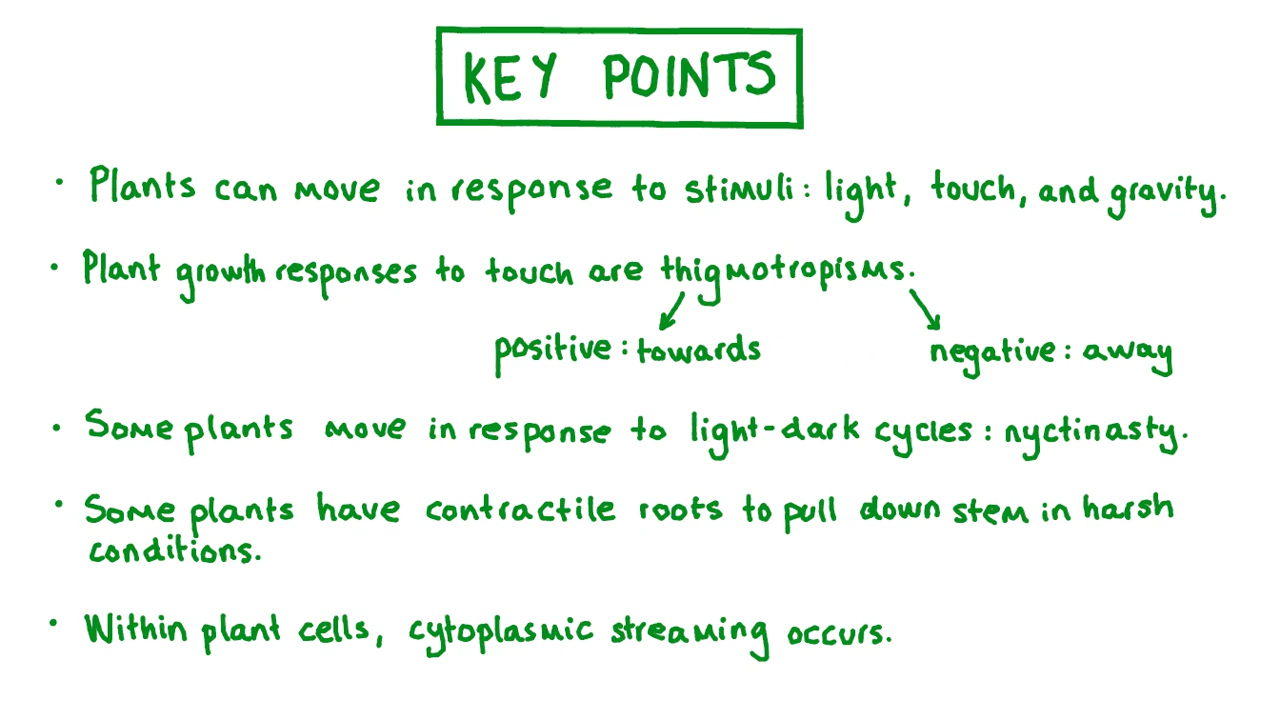 KEY POINTS
• Plants can move in response to stimuli: light, touch, and gravity.
• Plant growth responses to touch are thigmotropisms.
positive: towards negative: away
• Some plants move in response to light-dark cycles: nyctinasty.
• Some plants have contractile roots to pull down stem in harsh
conditions.
• Within plant cells, cytoplasmic streaming occurs.